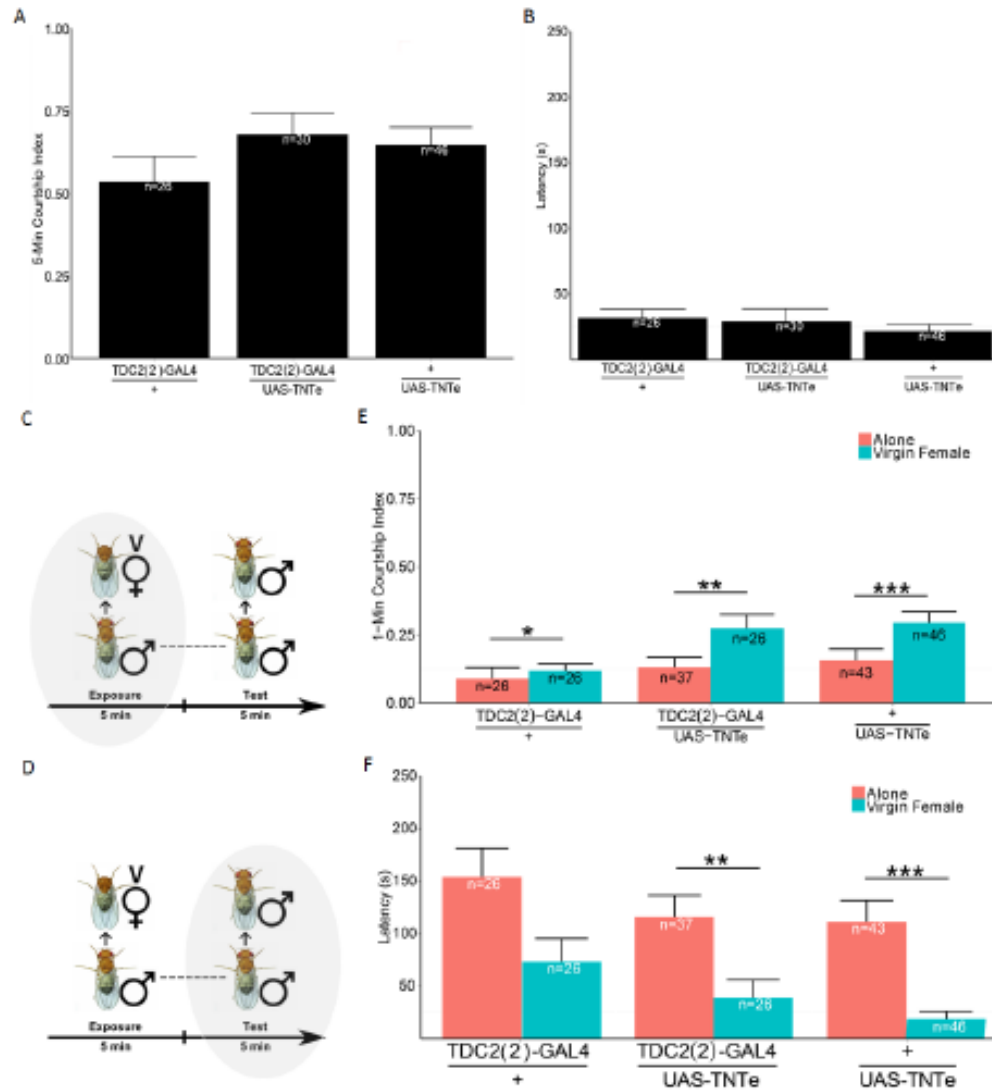 A
1.00
0.75
0.50
0.25
0.00
5-Min Courtship Index
n=26
n=30
n=46
TDC2(2)-GAL4
+
TDC2(2)-GAL4
UAS-TNTe
+
UAS-TNTe
B
250
200
150
100
50
Latency (s)
n=26
n=30
n=46
TDC2(2)-GAL4
+
TDC2(2)-GAL4
UAS-TNTe
+
UAS-TNTe
C
V
♀
♂
♂
♂
Exposure
Test
5 min
5 min
E
1.00
0.75
0.50
0.25
0.00
1-Min Courtship Index
Alone
Virgin Female
*
**
***
n=26
n=26
n=37
n=26
n=43
n=46
TDC2(2)-GAL4
+
TDC2(2)-GAL4
UAS-TNTe
+
UAS-TNTe
D
V
♀
♂
♂
♂
Exposure
Test
5 min
5 min
F
250
200
150
100
50
Latency (s)
Alone
Virgin Female
**
***
n=26
n=26
n=37
n=26
n=43
n=46
TDC2(2)-GAL4
+
TDC2(2)-GAL4
UAS-TNTe
+
UAS-TNTe